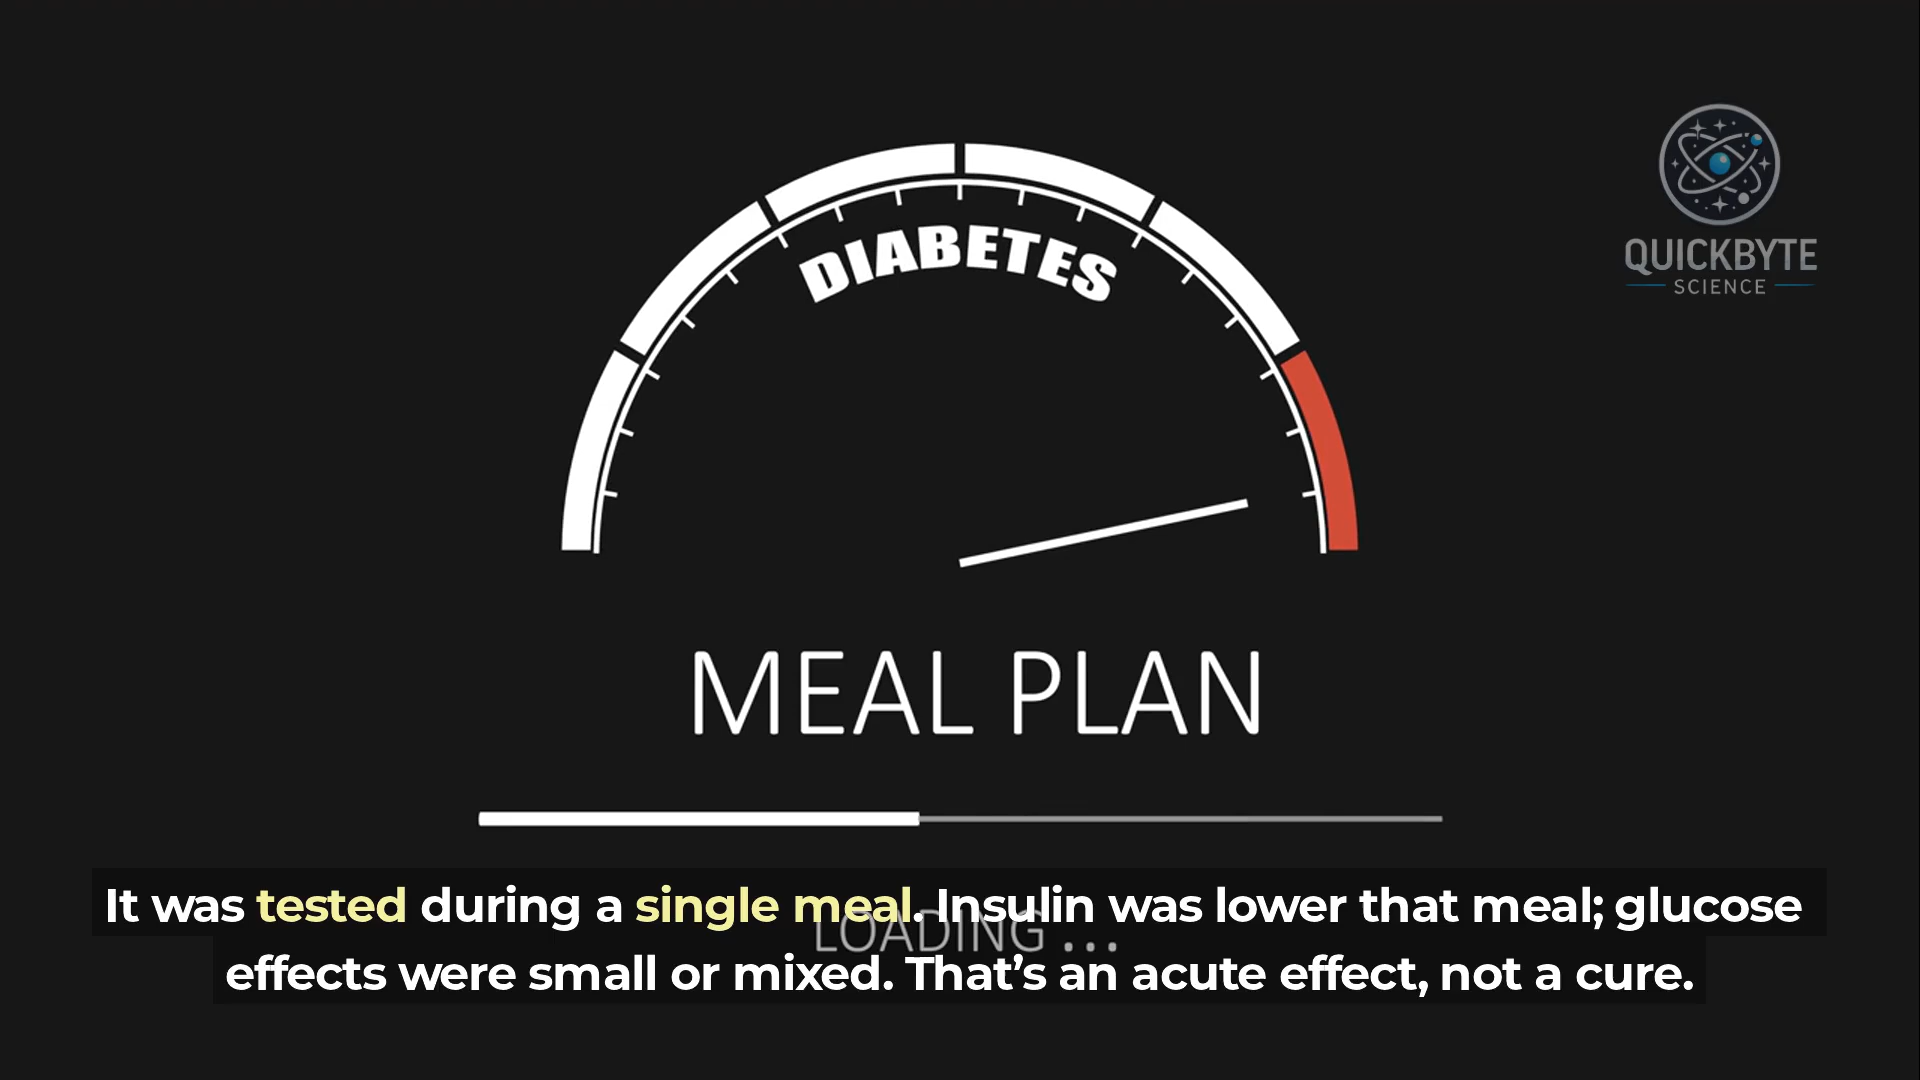 QUICKBYTE
SCIENCE
DIABETES
MEAL PLAN
It was tested during a single meal. Insulin was lower that meal; glucose
LOADING ...
effects were small or mixed. That’s an acute effect, not a cure.